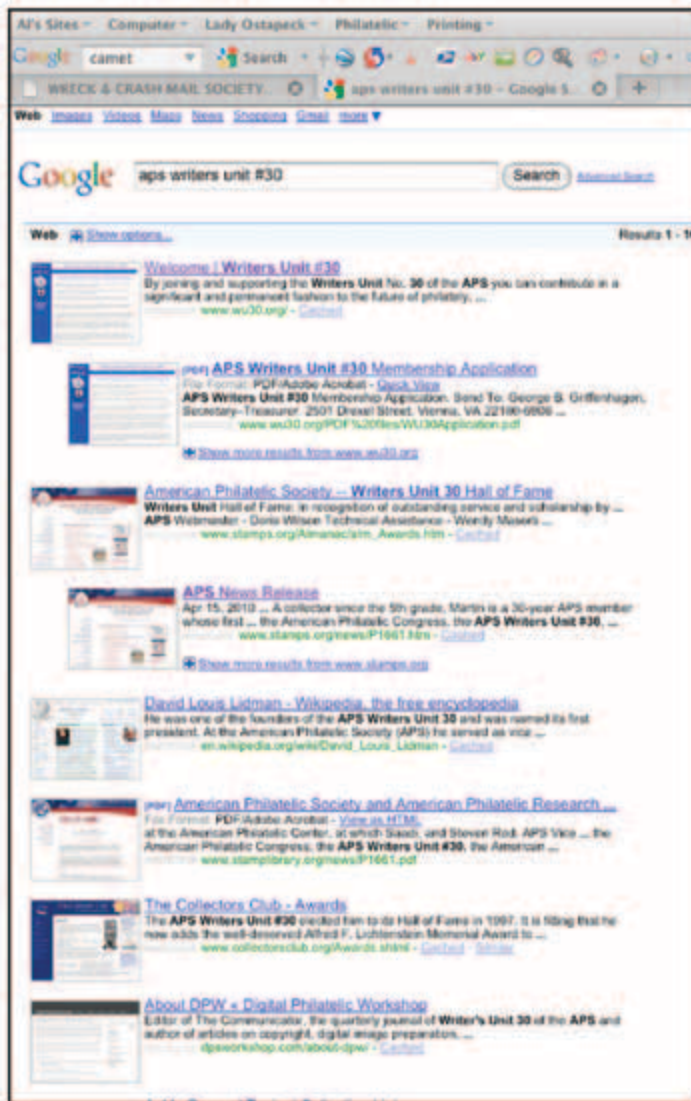 Al's Sites Computer Lady Ostapeck Philatelic Printing
Google camet Search
WRECK & CRASH MAIL SOCIETY... aps writers unit #30 - Google S...
Web Images Videos Maps News Shopping Gmail more ▼
Google aps writers unit #30 Search Advanced Search
Web Show options... Results 1 - 10
Welcome | Writers Unit #30
By joining and supporting the Writers Unit No. 30 of the APS you can contribute in a
significant and permanent fashion to the future of philately. ...
www.wu30.org/ - Cached
[PDF] APS Writers Unit #30 Membership Application
File Format: PDF/Adobe Acrobat - Quick View
APS Writers Unit #30 Membership Application. Send To: George B. Griffenhagen,
Secretary-Treasurer. 2501 Drexel Street, Vienna, VA 22180-6906 ...
www.wu30.org/PDF%20files/WU30Application.pdf
Show more results from www.wu30.org
American Philatelic Society -- Writers Unit 30 Hall of Fame
Writers Unit Hall of Fame. In recognition of outstanding service and scholarship by ...
APS Webmaster - Doris Wilson Technical Assistance - Wendy Masorti ...
www.stamps.org/Almanac/alm_Awards.htm - Cached
APS News Release
Apr 15, 2010 ... A collector since the 5th grade, Martin is a 30-year APS member
whose first ... the American Philatelic Congress, the APS Writers Unit #30, ...
www.stamps.org/news/P1661.htm - Cached
Show more results from www.stamps.org
David Louis Lidman - Wikipedia, the free encyclopedia
He was one of the founders of the APS Writers Unit 30 and was named its first
president. At the American Philatelic Society (APS) he served as vice ...
en.wikipedia.org/wiki/David_Louis_Lidman - Cached
[PDF] American Philatelic Society and American Philatelic Research ...
File Format: PDF/Adobe Acrobat - View as HTML
at the American Philatelic Center, at which Saadi, and Steven Rod, APS Vice ... the
American Philatelic Congress, the APS Writers Unit #30, the American ...
www.stamplibrary.org/news/P1661.pdf
The Collectors Club - Awards
The APS Writers Unit #30 elected him to its Hall of Fame in 1997. It is fitting that he
now adds the well-deserved Alfred F. Lichtenstein Memorial Award to ...
www.collectorsclub.org/Awards.shtml - Cached - Similar
About DPW « Digital Philatelic Workshop
Editor of The Communicator, the quarterly journal of Writer's Unit 30 of the APS and
author of articles on copyright, digital image preparation, ...
dpsworkshop.com/about-dpw/ - Cached